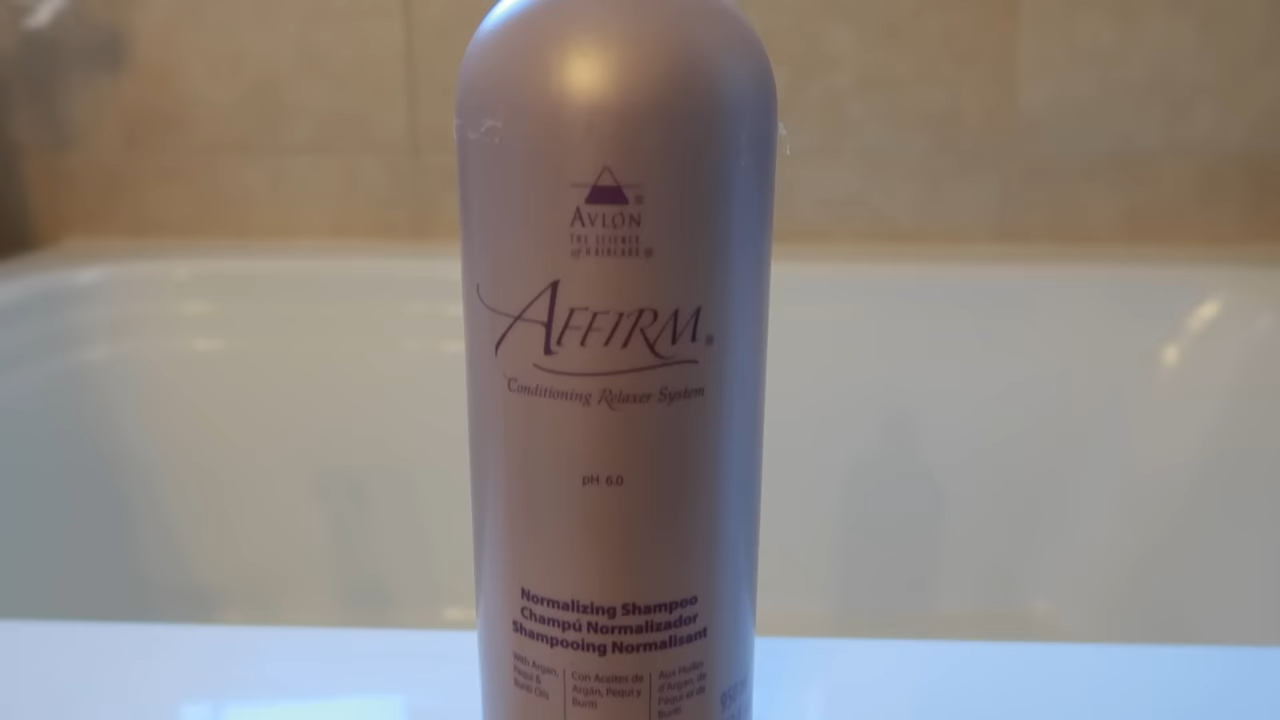 AVLON
THE SCIENCE
of HAIRCARE®
AFFIRM®
Conditioning Relaxer System
pH 6.0
Normalizing Shampoo
Champú Normalizador
Shampooing Normalisant
With Argan,
Pequi &
Buriti Oils
Con Aceites de
Argán, Pequi y
Buriti
Aux Huiles
d'Argan, de
Pequi et de
Buriti
950